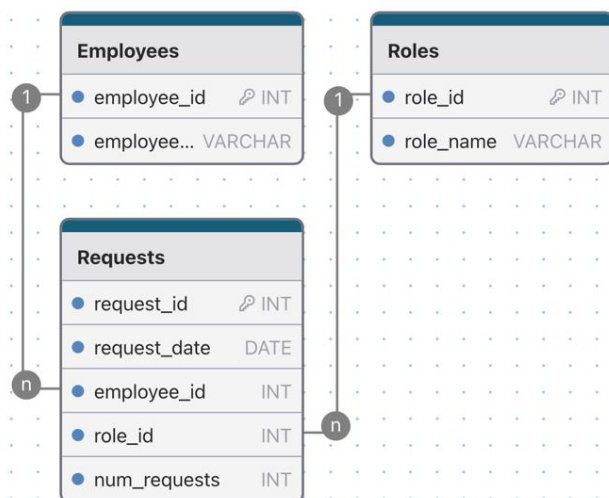 Employees
employee_id INT
employee... VARCHAR
Roles
role_id INT
role_name VARCHAR
1
1
Requests
request_id INT
request_date DATE
employee_id INT
role_id INT
num_requests INT
n
n